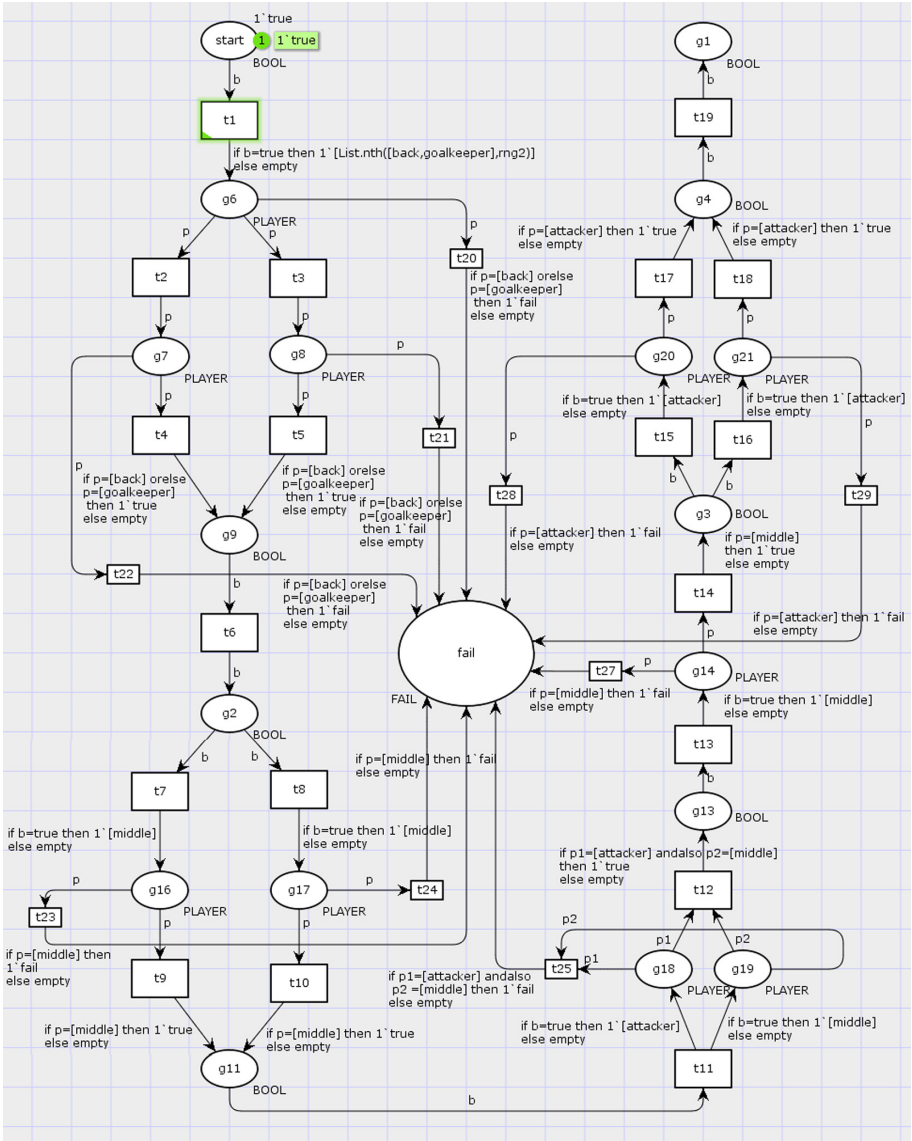 1`true
start
1
1`true
BOOL
b
t1
if b=true then 1`[List.nth([back,goalkeeper],rng2)]
else empty
g6
PLAYER
p
p
p
t2
t3
t20
if p=[back] orelse
p=[goalkeeper]
then 1`fail
else empty
p
p
g7
PLAYER
g8
PLAYER
p
p
p
p
t4
t5
t21
if p=[back] orelse
p=[goalkeeper]
then 1`true
else empty
if p=[back] orelse
p=[goalkeeper]
then 1`true
else empty
if p=[back] orelse
p=[goalkeeper]
then 1`fail
else empty
g9
BOOL
t22
b
if p=[back] orelse
p=[goalkeeper]
then 1`fail
else empty
t6
b
g2
BOOL
b
b
t7
t8
if b=true then 1`[middle]
else empty
if b=true then 1`[middle]
else empty
g16
PLAYER
p
t23
g17
PLAYER
p
t24
if p=[middle] then 1`fail
else empty
p
p
if p=[middle] then
1`fail
else empty
t9
t10
if p=[middle] then 1`true
else empty
if p=[middle] then 1`true
else empty
g11
BOOL
b
fail
FAIL
g1
BOOL
b
t19
b
g4
BOOL
if p=[attacker] then 1`true
else empty
if p=[attacker] then 1`true
else empty
t17
t18
p
p
g20
PLAYER
g21
PLAYER
if b=true then 1`[attacker]
else empty
if b=true then 1`[attacker]
else empty
p
p
t15
t16
b
b
t28
t29
if p=[attacker] then 1`fail
else empty
g3
BOOL
if p=[middle]
then 1`true
else empty
t14
if p=[attacker] then 1`fail
else empty
p
g14
PLAYER
p
t27
if p=[middle] then 1`fail
else empty
if b=true then 1`[middle]
else empty
t13
b
g13
BOOL
if p1=[attacker] andalso p2=[middle]
then 1`true
else empty
t12
p2
p1
p2
t25
p1
g18
PLAYER
g19
PLAYER
if p1=[attacker] andalso
p2 =[middle] then 1`fail
else empty
if b=true then 1`[attacker]
else empty
if b=true then 1`[middle]
else empty
t11